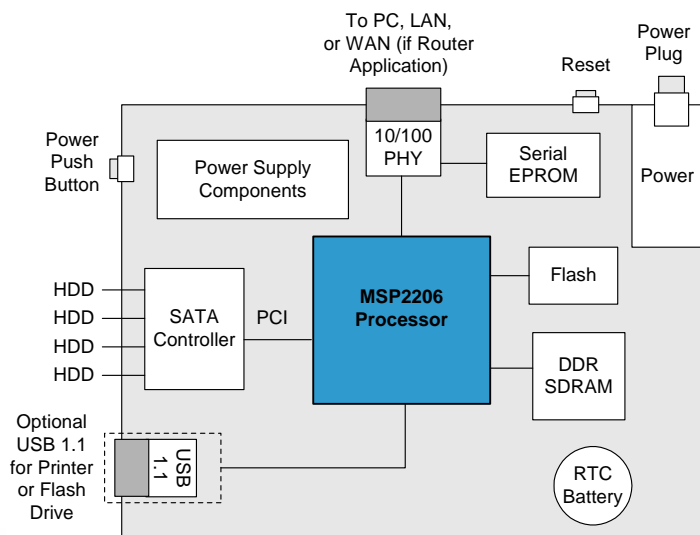 To PC, LAN,
or WAN (if Router
Application)
Power
Plug
Reset
10/100
PHY
Serial
EPROM
Power
Push
Button
Power Supply
Components
Power
MSP2206
Processor
Flash
HDD
HDD
HDD
HDD
SATA
Controller
PCI
DDR
SDRAM
Optional
USB 1.1
for Printer
or Flash
Drive
USB
1.1
RTC
Battery